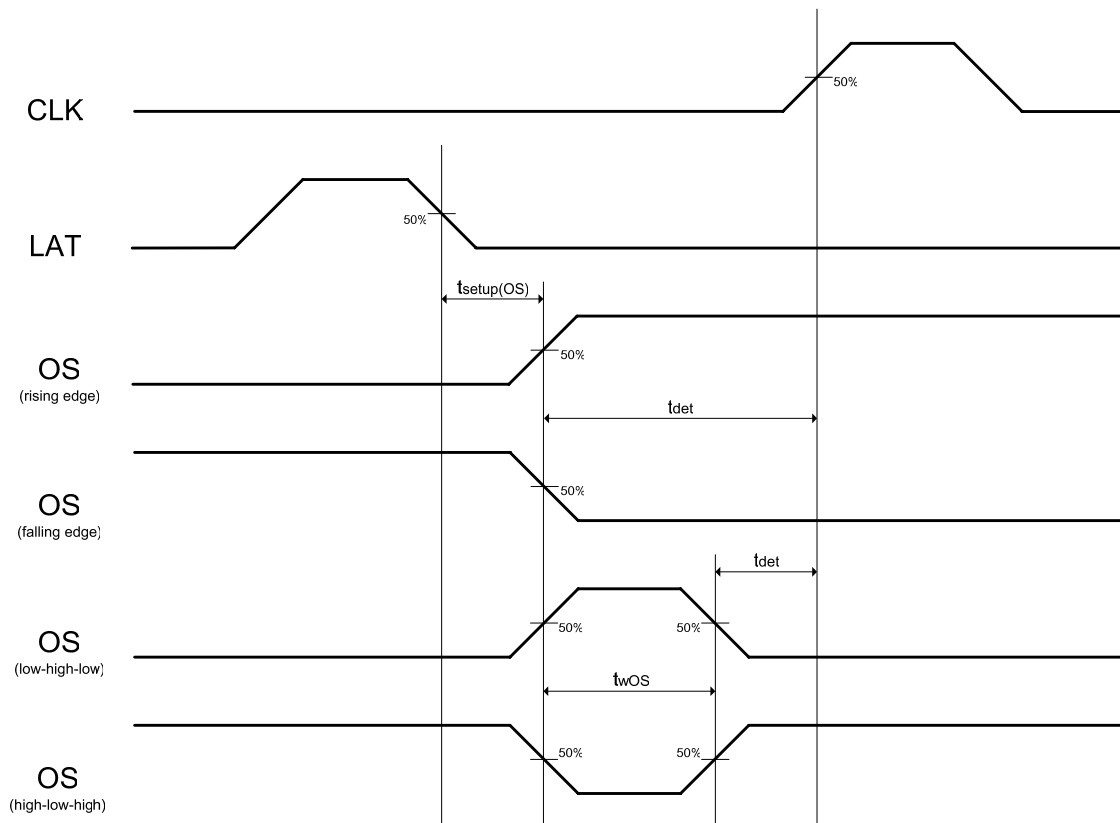 CLK
50%
LAT
50%
tsetup(OS)
OS
(rising edge)
50%
tdet
OS
(falling edge)
50%
tdet
OS
(low-high-low)
50%
50%
twOS
OS
(high-low-high)
50%
50%